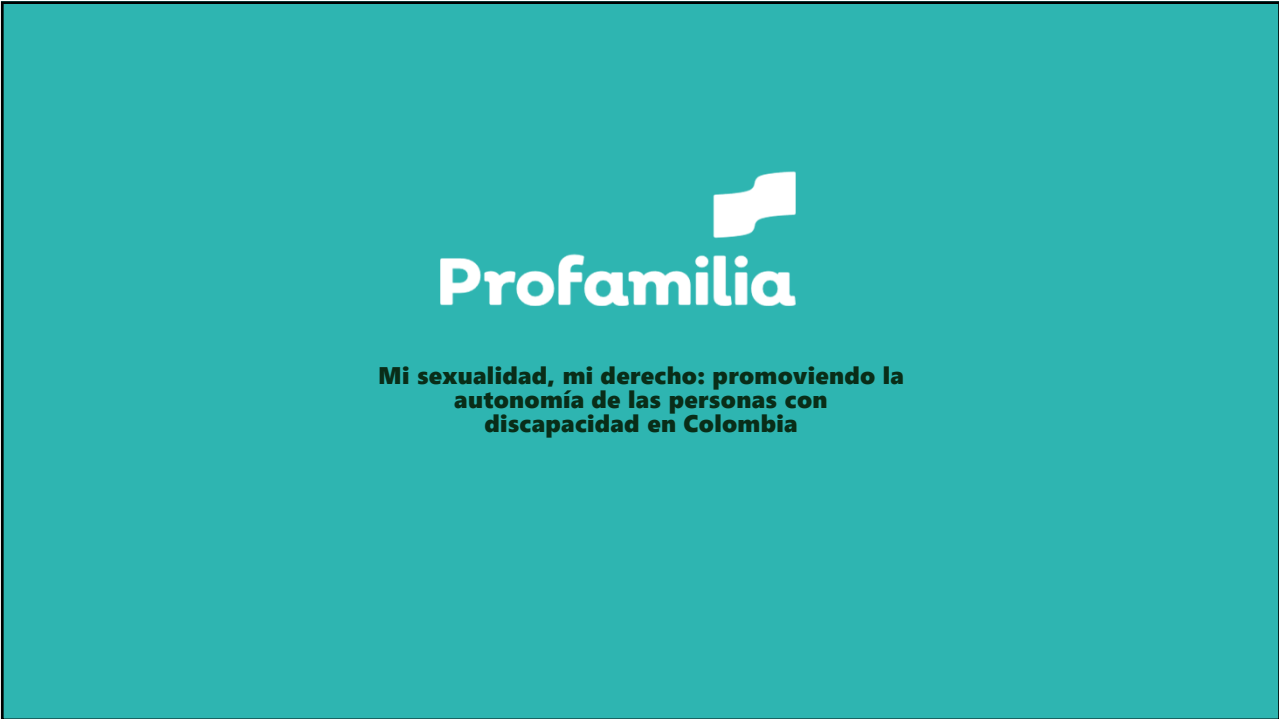 Profamilia
Mi sexualidad, mi derecho: promoviendo la
autonomía de las personas con
discapacidad en Colombia